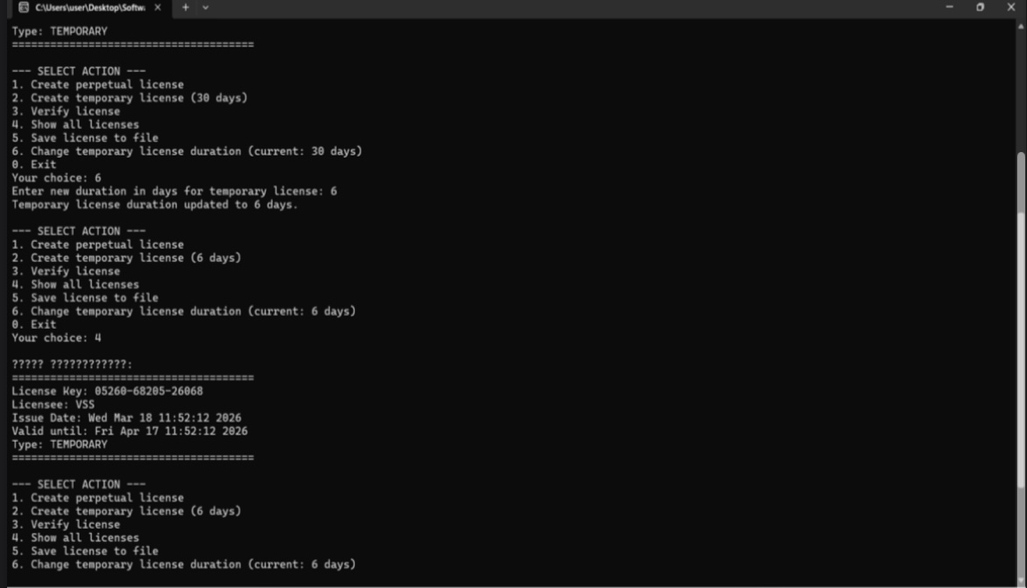 C:\Users\user\Desktop\Softw
Type: TEMPORARY
======================================
--- SELECT ACTION ---
1. Create perpetual license
2. Create temporary license (30 days)
3. Verify license
4. Show all licenses
5. Save license to file
6. Change temporary license duration (current: 30 days)
0. Exit
Your choice: 6
Enter new duration in days for temporary license: 6
Temporary license duration updated to 6 days.
--- SELECT ACTION ---
1. Create perpetual license
2. Create temporary license (6 days)
3. Verify license
4. Show all licenses
5. Save license to file
6. Change temporary license duration (current: 6 days)
0. Exit
Your choice: 4
????? ????????????:
======================================
License Key: 05260-68205-26068
Licensee: VSS
Issue Date: Wed Mar 18 11:52:12 2026
Valid until: Fri Apr 17 11:52:12 2026
Type: TEMPORARY
======================================
--- SELECT ACTION ---
1. Create perpetual license
2. Create temporary license (6 days)
3. Verify license
4. Show all licenses
5. Save license to file
6. Change temporary license duration (current: 6 days)